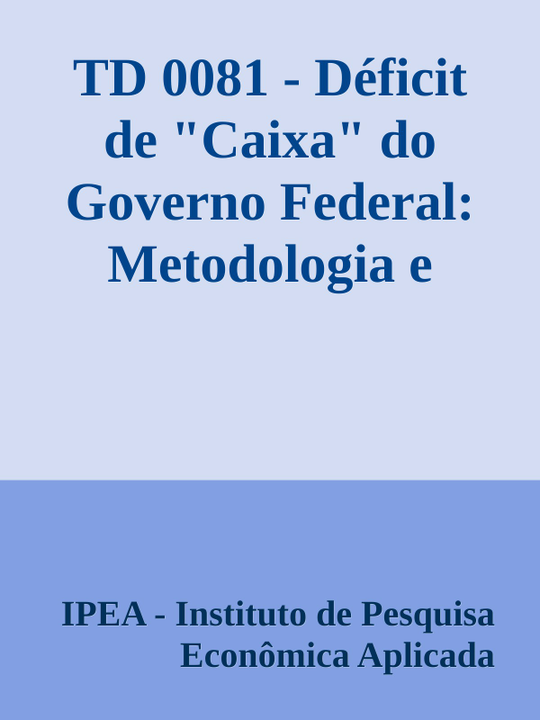 TD 0081 - Déficit
de "Caixa" do
Governo Federal:
Metodologia e
IPEA - Instituto de Pesquisa
Econômica Aplicada